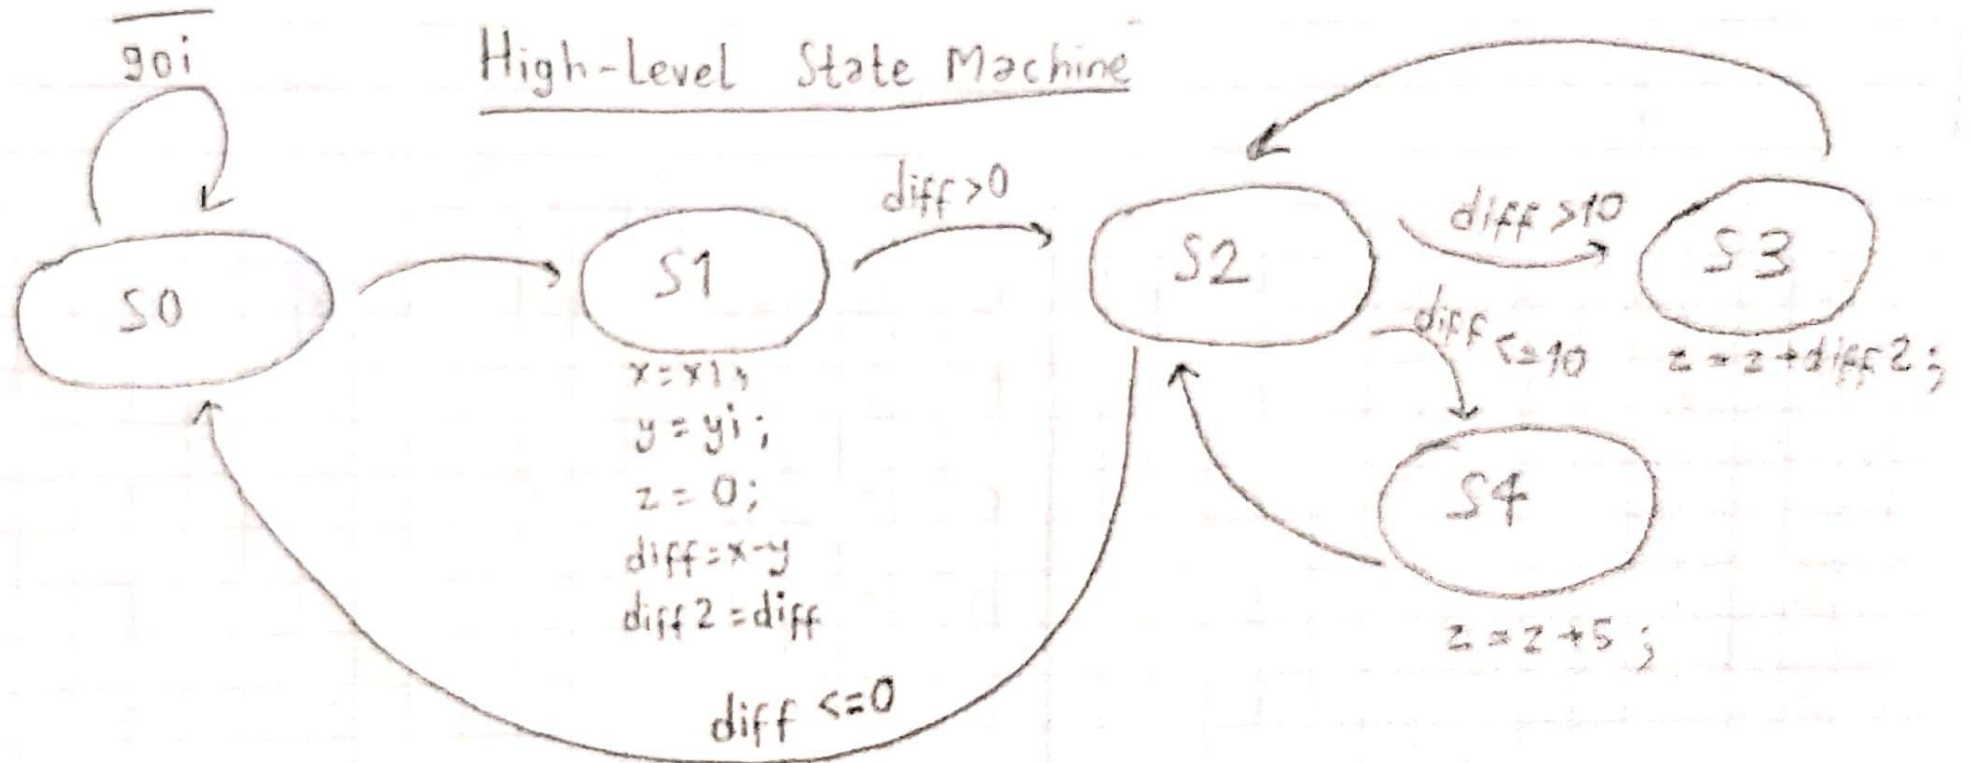 goi
High-Level State Machine
diff>0
diff>10
S0
S1
S2
S3
diff
<=10
x=xi;
y=yi;
z=0;
diff=x-y
diff2=diff
z=z+diff2;
S4
z=z+5;
diff<=0